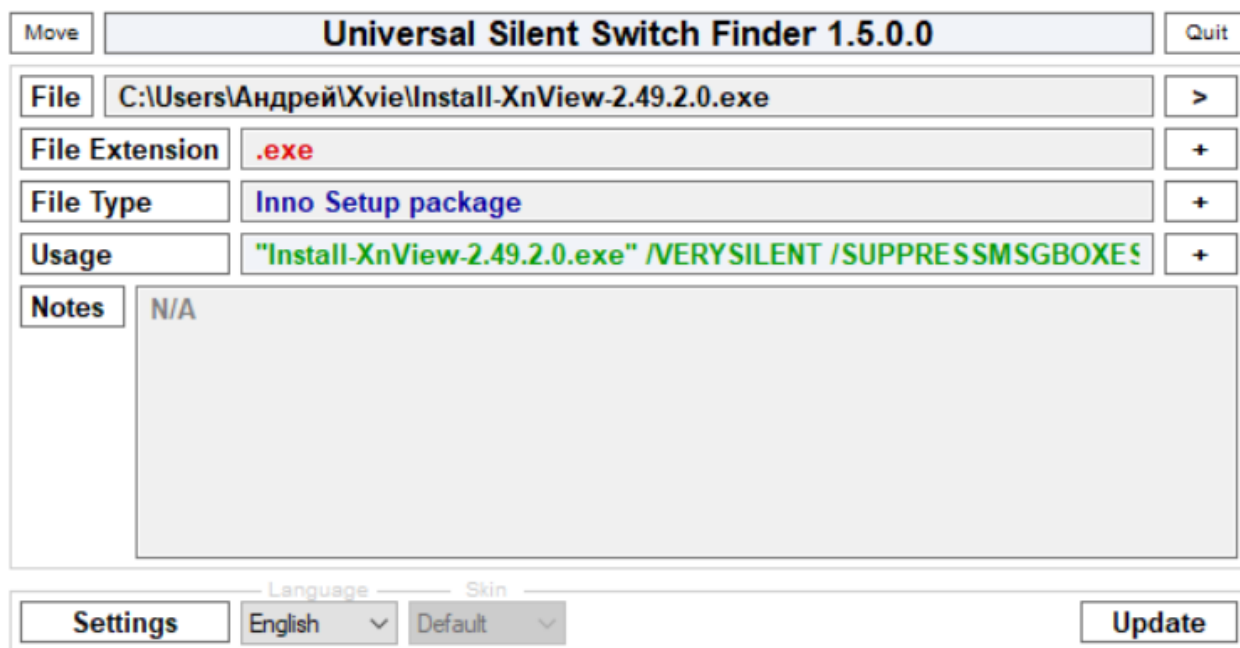 Move Universal Silent Switch Finder 1.5.0.0 Quit
File C:\Users\Андрей\Xvie\Install-XnView-2.49.2.0.exe >
File Extension .exe +
File Type Inno Setup package +
Usage "Install-XnView-2.49.2.0.exe" /VERYSILENT /SUPPRESSMSGBOXES +
Notes N/A
Language Skin
Settings English Default Update